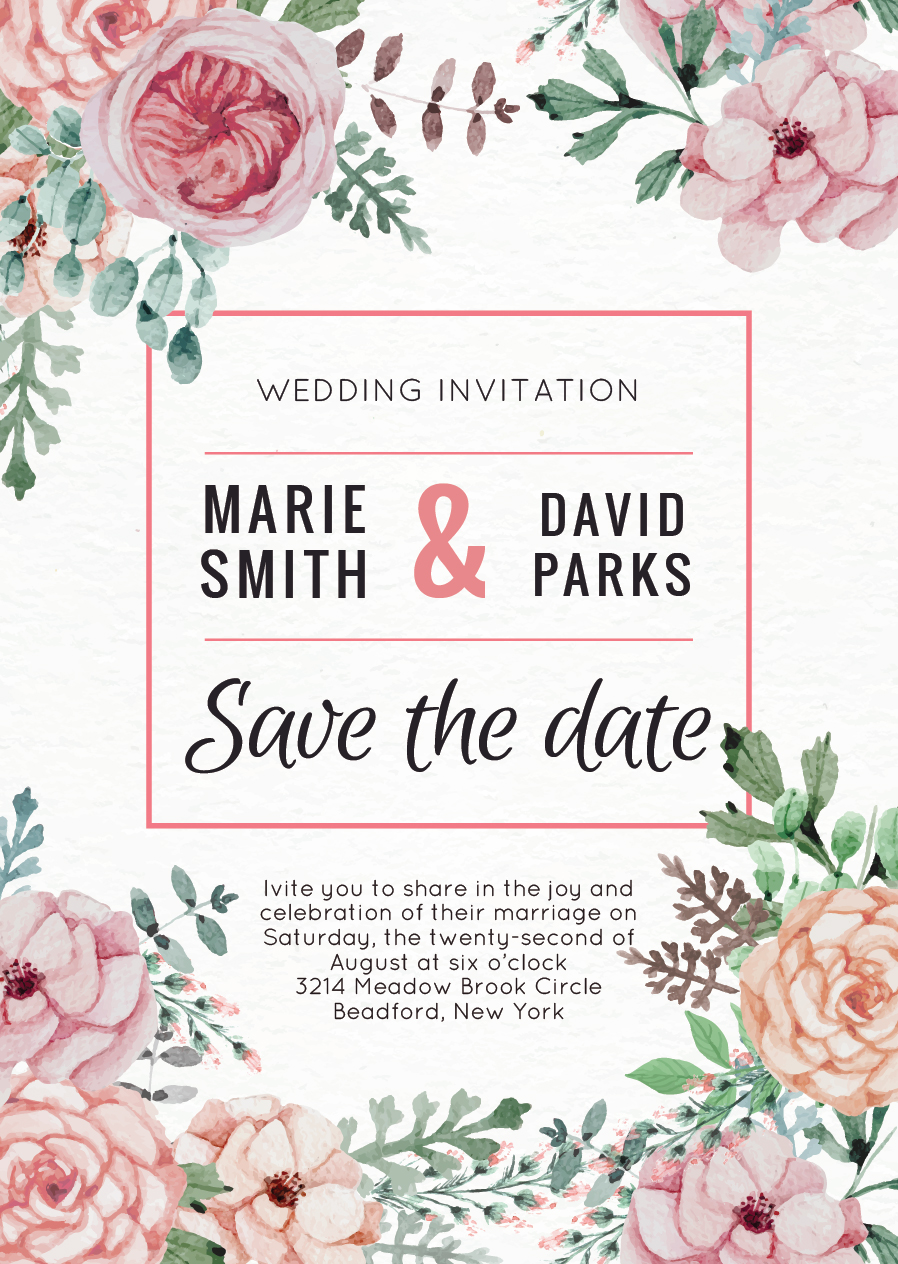 WEDDING INVITATION
MARIE
SMITH
&
DAVID
PARKS
Save the date
Ivite you to share in the joy and
celebration of their marriage on
Saturday, the twenty-second of
August at six o'clock
3214 Meadow Brook Circle
Beadford, New York